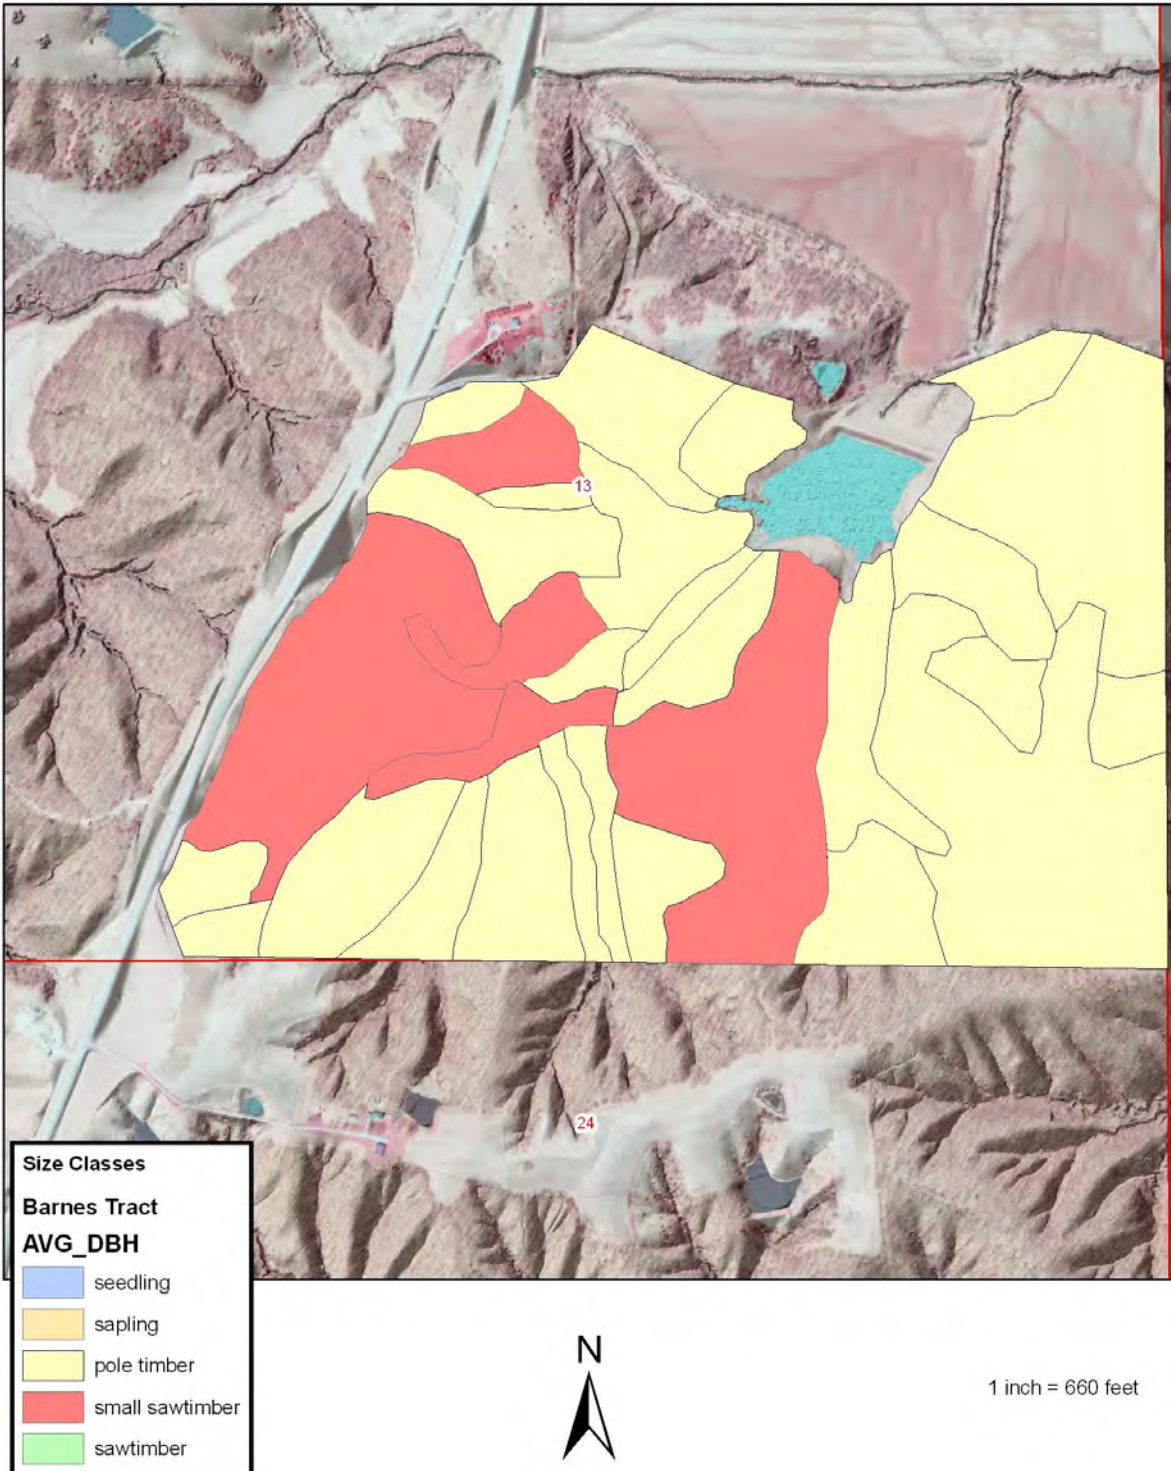 13
24
Size Classes
Barnes Tract
AVG_DBH
seedling
sapling
pole timber
small sawtimber
sawtimber
N
1 inch = 660 feet